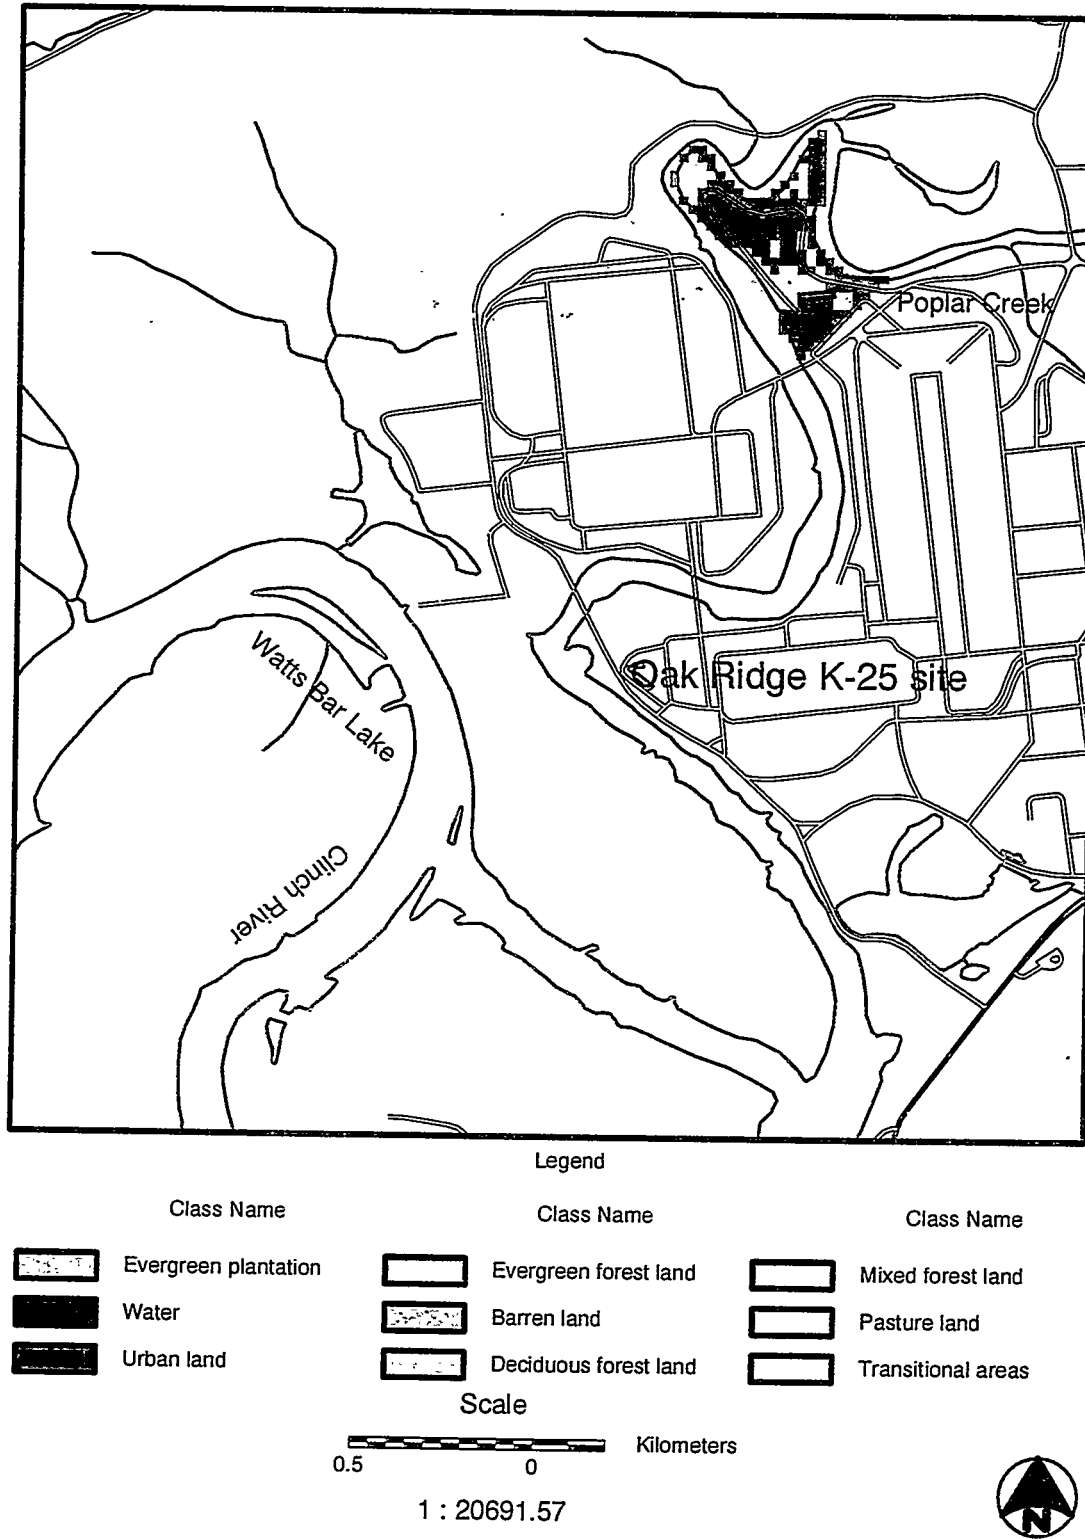 Poplar Creek
Oak Ridge K-25 site
Watts Bar Lake
Clinch River
Legend
Class Name
Class Name
Class Name
Evergreen plantation
Evergreen forest land
Mixed forest land
Water
Barren land
Pasture land
Urban land
Deciduous forest land
Transitional areas
Scale
Kilometers
0.5
0
1 : 20691.57
N